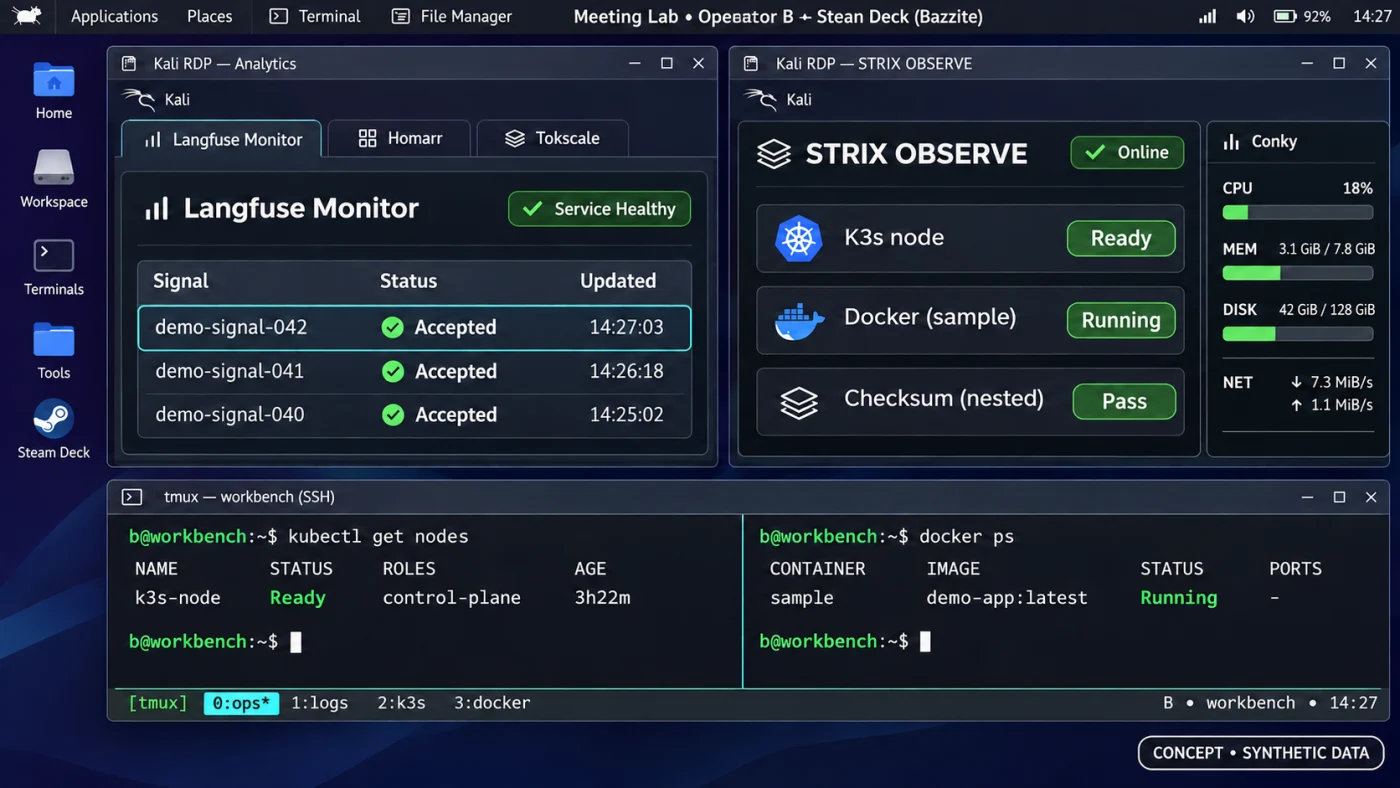 Applications Places Terminal File Manager Meeting Lab • Operator B + Stean Deck (Bazzite) 92% 14:27
Home
Workspace
Terminals
Tools
Steam Deck
Kali RDP — Analytics
Kali
Langfuse Monitor Homarr Tokscale
Langfuse Monitor Service Healthy
Signal Status Updated
demo-signal-042 Accepted 14:27:03
demo-signal-041 Accepted 14:26:18
demo-signal-040 Accepted 14:25:02
Kali RDP — STRIX OBSERVE
Kali
STRIX OBSERVE Online
K3s node Ready
Docker (sample) Running
Checksum (nested) Pass
Conky
CPU 18%
MEM 3.1 GiB / 7.8 GiB
DISK 42 GiB / 128 GiB
NET ↓ 7.3 MiB/s
↑ 1.1 MiB/s
tmux — workbench (SSH)
b@workbench:~$ kubectl get nodes
NAME STATUS ROLES AGE
k3s-node Ready control-plane 3h22m
b@workbench:~$
b@workbench:~$ docker ps
CONTAINER IMAGE STATUS PORTS
sample demo-app:latest Running –
b@workbench:~$
[tmux] 0:ops* 1:logs 2:k3s 3:docker B • workbench • 14:27
CONCEPT • SYNTHETIC DATA